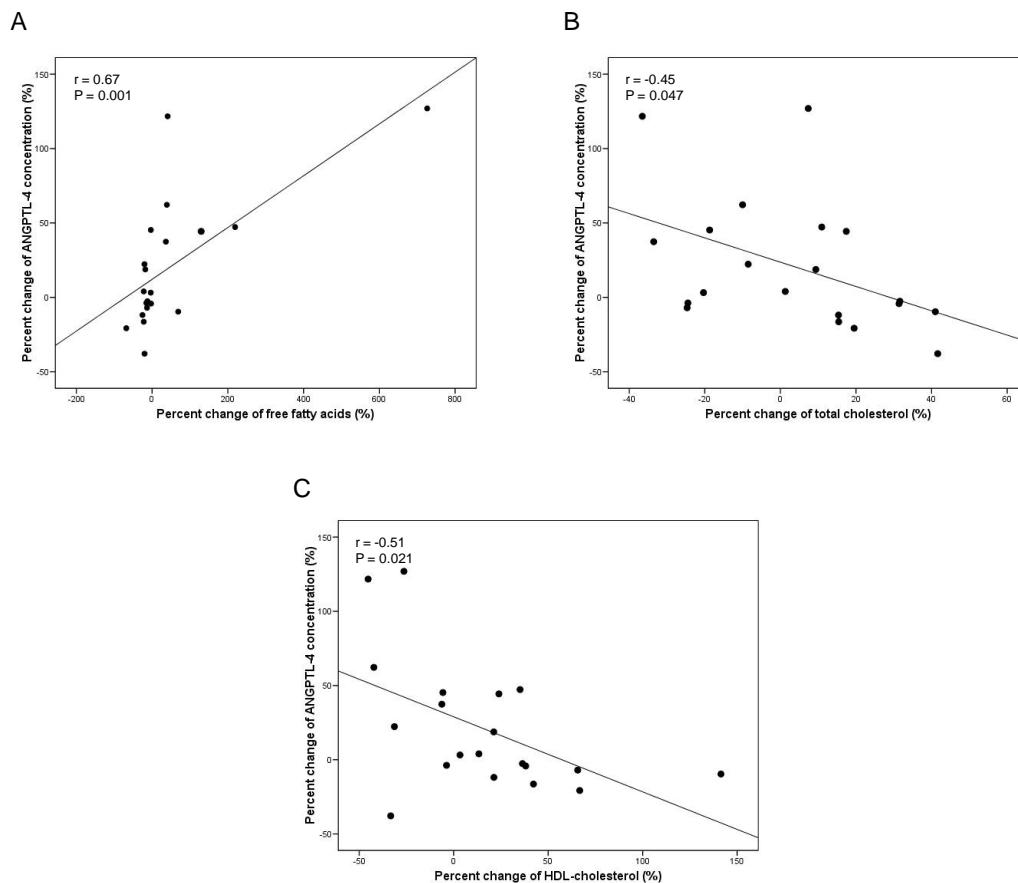 A
r = 0.67
P = 0.001
Percent change of ANGPTL-4 concentration (%)
150
100
50
0
-50
-200
0
200
400
600
800
Percent change of free fatty acids (%)
B
r = -0.45
P = 0.047
Percent change of ANGPTL-4 concentration (%)
150
100
50
0
-50
-40
-20
0
20
40
60
Percent change of total cholesterol (%)
C
r = -0.51
P = 0.021
Percent change of ANGPTL-4 concentration (%)
150
100
50
0
-50
-50
0
50
100
150
Percent change of HDL-cholesterol (%)